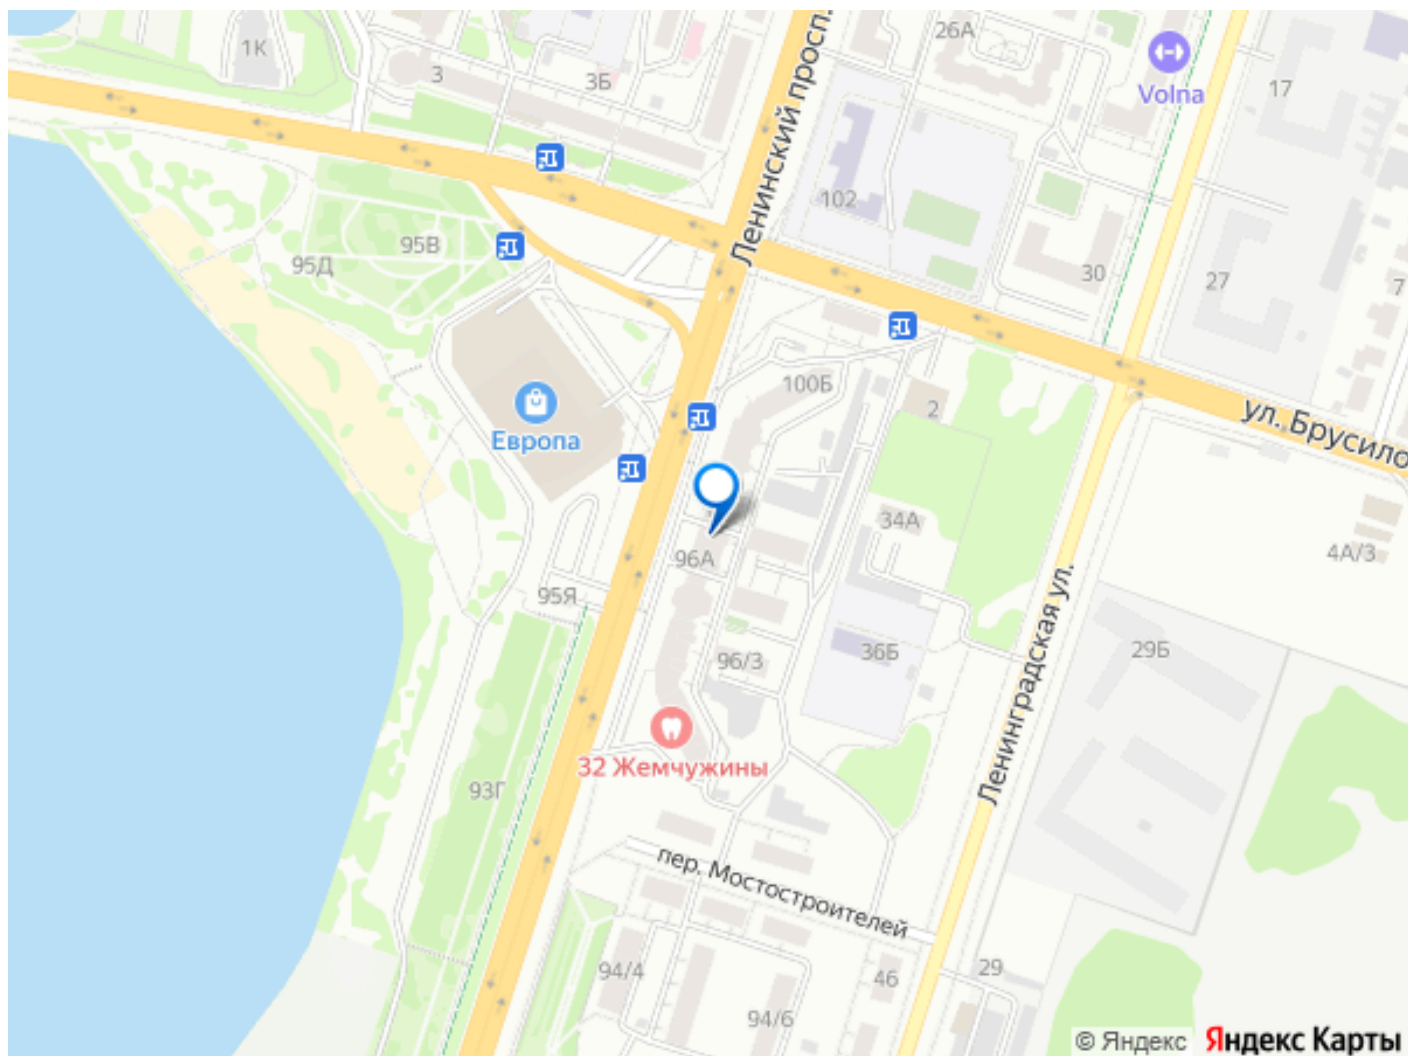 1К
3
3Б
26А
Volna
17
Ленинский просп.
102
95В
95Д
30
27
7
100Б
2
ул. Брусило
Европа
34А
4А/3
96А
95Я
96/3
36Б
29Б
Ленинградская ул.
32 Жемчужины
93Г
пер. Мостостроителей
94/4
46
29
94/6
© Яндекс Яндекс Карты